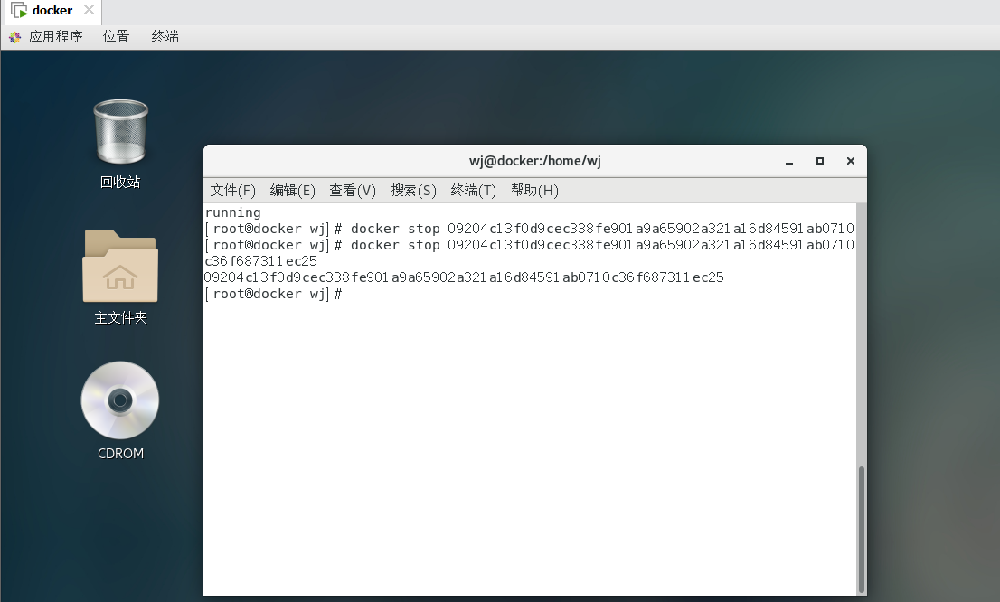 docker
应用程序 位置 终端
回收站
主文件夹
CDROM
wj@docker:/home/wj
文件(F) 编辑(E) 查看(V) 搜索(S) 终端(T) 帮助(H)
running
[root@docker wj]# docker stop 09204c13f0d9cec338fe901a9a65902a321a16d84591ab0710
[root@docker wj]# docker stop 09204c13f0d9cec338fe901a9a65902a321a16d84591ab0710
c36f687311ec25
09204c13f0d9cec338fe901a9a65902a321a16d84591ab0710c36f687311ec25
[root@docker wj]#